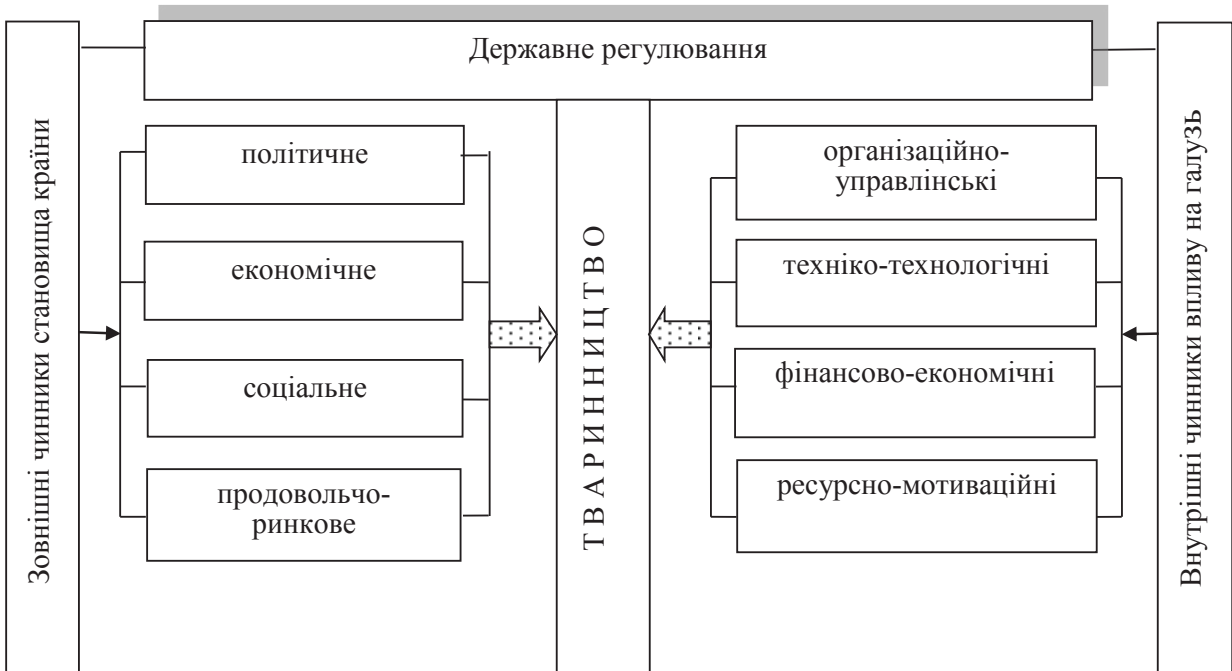 Державне регулювання
Зовнішні чинники становища країни
політичне
економічне
соціальне
продовольчо-
ринкове
ТВАРИННИЦТВО
організаційно-
управлінські
техніко-технологічні
фінансово-економічні
ресурсно-мотиваційні
Внутрішні чинники впливу на галузь